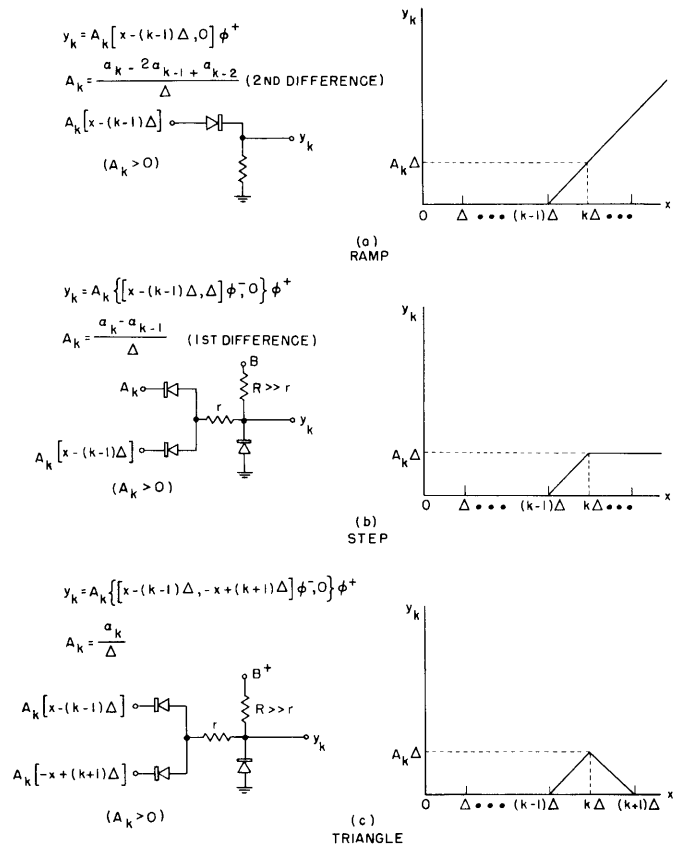 y_k = A_k [x-(k-1)Δ, 0] ϕ⁺
A_k = (a_k - 2a_{k-1} + a_{k-2}) / Δ (2ND DIFFERENCE)
A_k [x-(k-1)Δ]
y_k
(A_k > 0)
y_k
A_k Δ
0 Δ ••• (k-1)Δ kΔ ••• x
(a)
RAMP
y_k = A_k {[x-(k-1)Δ, Δ] ϕ⁻, 0} ϕ⁺
A_k = (a_k - a_{k-1}) / Δ (1ST DIFFERENCE)
B
A_k
R >> r
r
y_k
A_k [x-(k-1)Δ]
(A_k > 0)
y_k
A_k Δ
0 Δ ••• (k-1)Δ kΔ ••• x
(b)
STEP
y_k = A_k {[x-(k-1)Δ, -x+(k+1)Δ] ϕ⁻, 0} ϕ⁺
A_k = a_k / Δ
B⁺
A_k [x-(k-1)Δ]
R >> r
r
y_k
A_k [-x+(k+1)Δ]
(A_k > 0)
y_k
A_k Δ
0 Δ ••• (k-1)Δ kΔ (k+1)Δ x
(c)
TRIANGLE